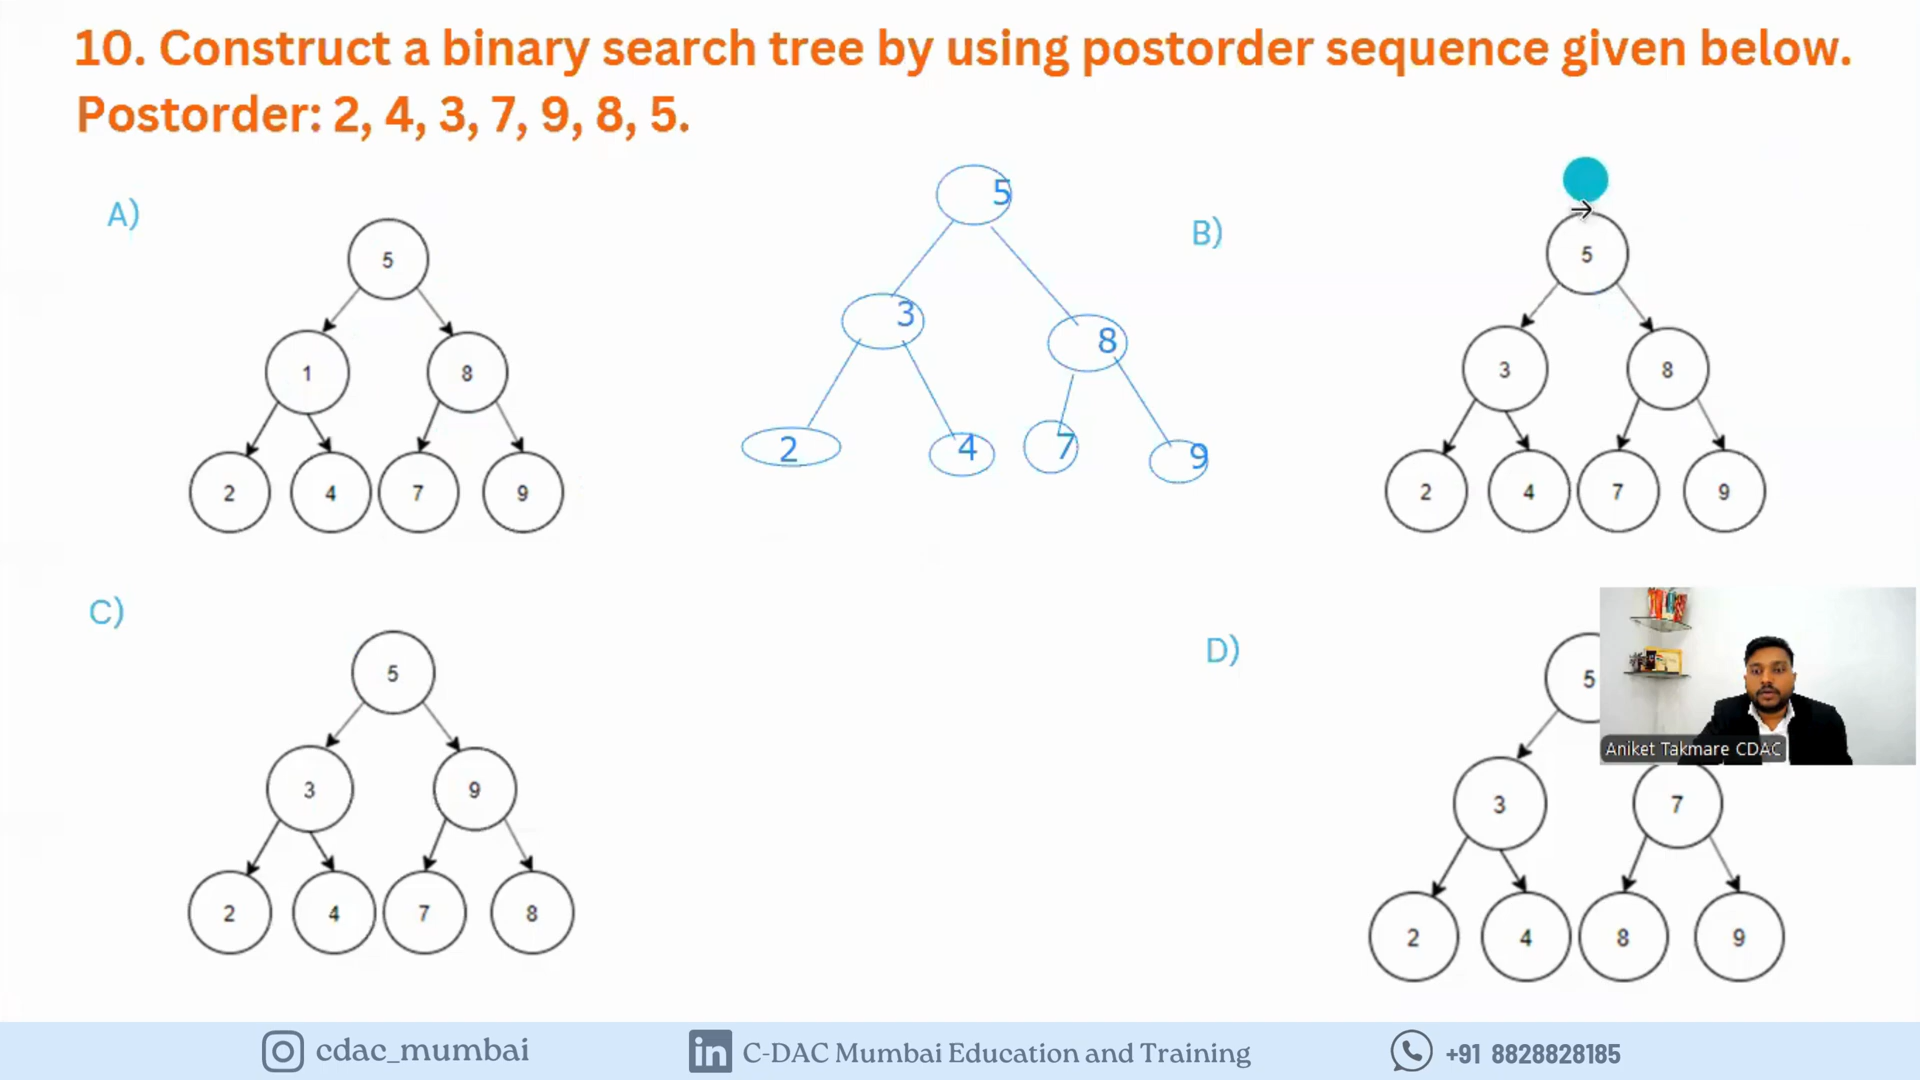 10. Construct a binary search tree by using postorder sequence given below.
Postorder: 2, 4, 3, 7, 9, 8, 5.
A)
5
1 8
2 4 7 9
5
3 8
2 4 7 9
B)
5
3 8
2 4 7 9
C)
5
3 9
2 4 7 8
D)
5
3 7
2 4 8 9
Aniket Takmare CDAC
cdac_mumbai
in C-DAC Mumbai Education and Training
+91 8828828185